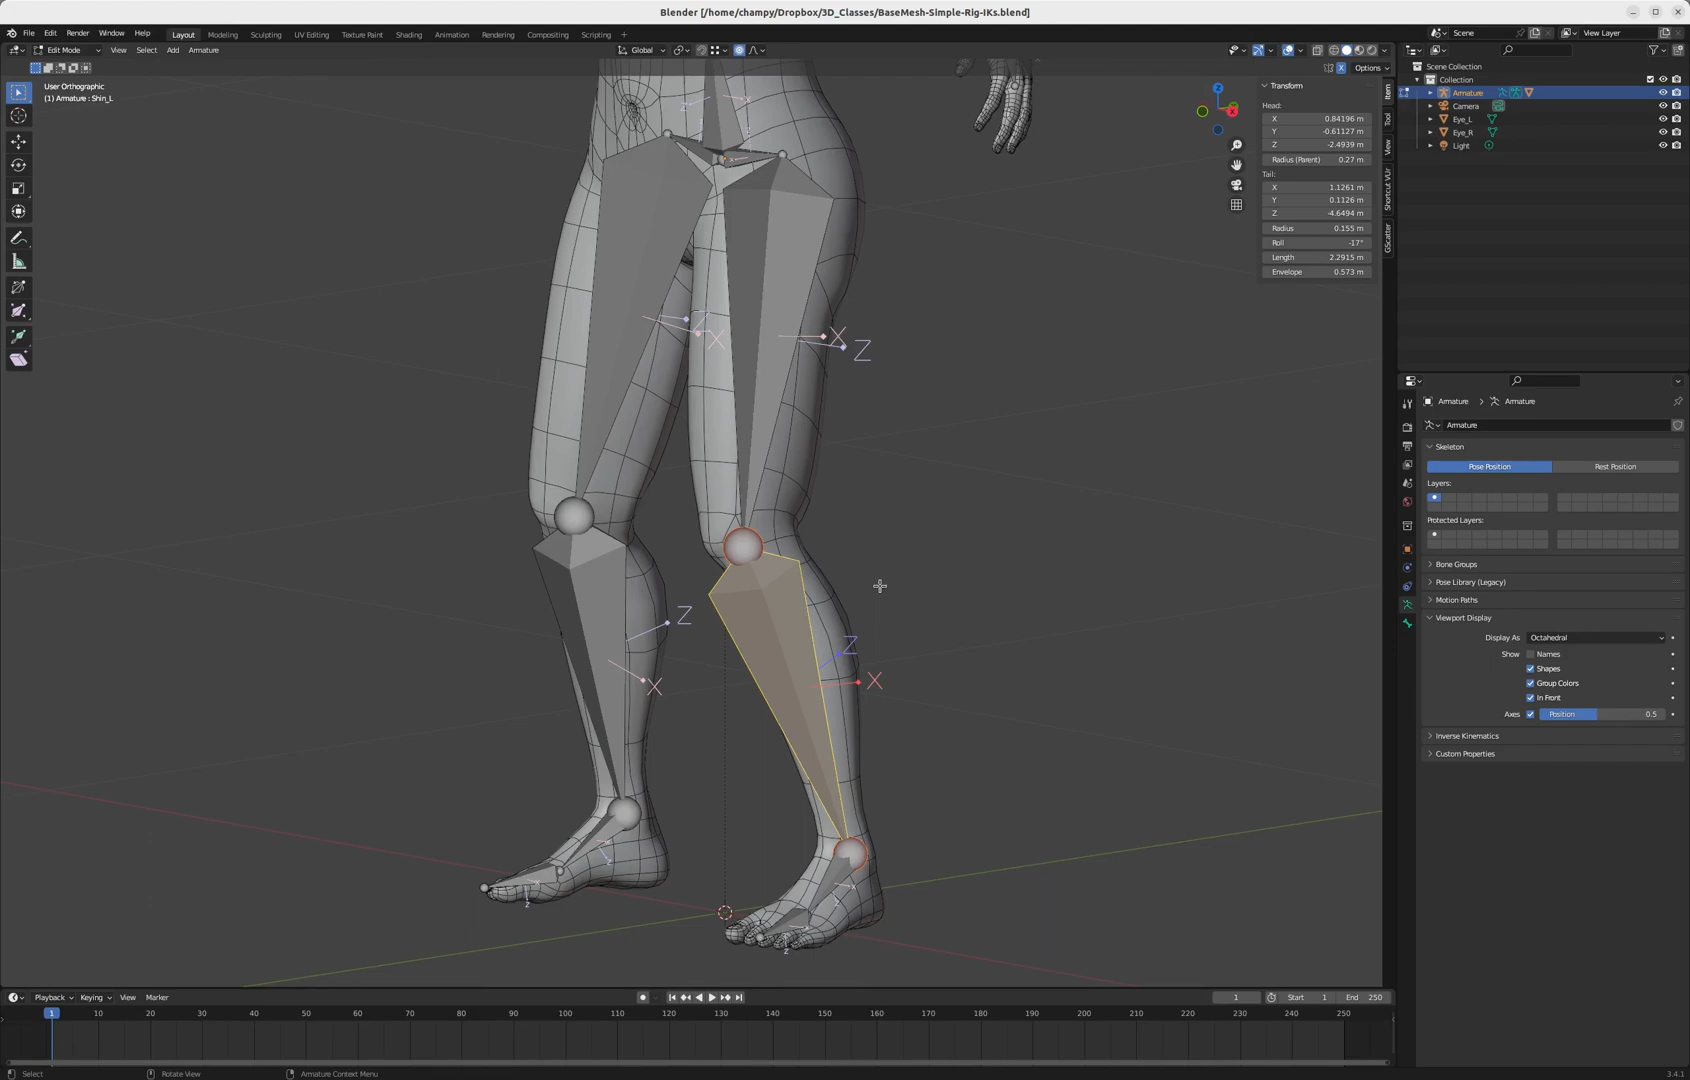 Blender [/home/champy/Dropbox/3D_Classes/BaseMesh-Simple-Rig-IKs.blend]
File Edit Render Window Help Layout Modeling Sculpting UV Editing Texture Paint Shading Animation Rendering Compositing Scripting + Scene View Layer
Edit Mode View Select Add Armature Global
X Options
User Orthographic
(1) Armature : Shin_L
Transform
Head:
X 0.84196 m
Y -0.61127 m
Z -2.4939 m
Radius (Parent) 0.27 m
Tail:
X 1.1261 m
Y 0.1126 m
Z -4.6494 m
Radius 0.155 m
Roll -17°
Length 2.2915 m
Envelope 0.573 m
Item
Tool
View
Shortcut VUr
GScatter
Scene Collection
Collection
Armature
Camera
Eye_L
Eye_R
Light
Z
X
X
Z
Z
X
Z
X
Armature > Armature
Armature
Skeleton
Pose Position Rest Position
Layers:
Protected Layers:
Bone Groups
Pose Library (Legacy)
Motion Paths
Viewport Display
Display As Octahedral
Show Names
Shapes
Group Colors
In Front
Axes Position 0.5
Inverse Kinematics
Custom Properties
Playback Keying View Marker 1 Start 1 End 250
1 10 20 30 40 50 60 70 80 90 100 110 120 130 140 150 160 170 180 190 200 210 220 230 240 250
Select Rotate View Armature Context Menu 3.4.1